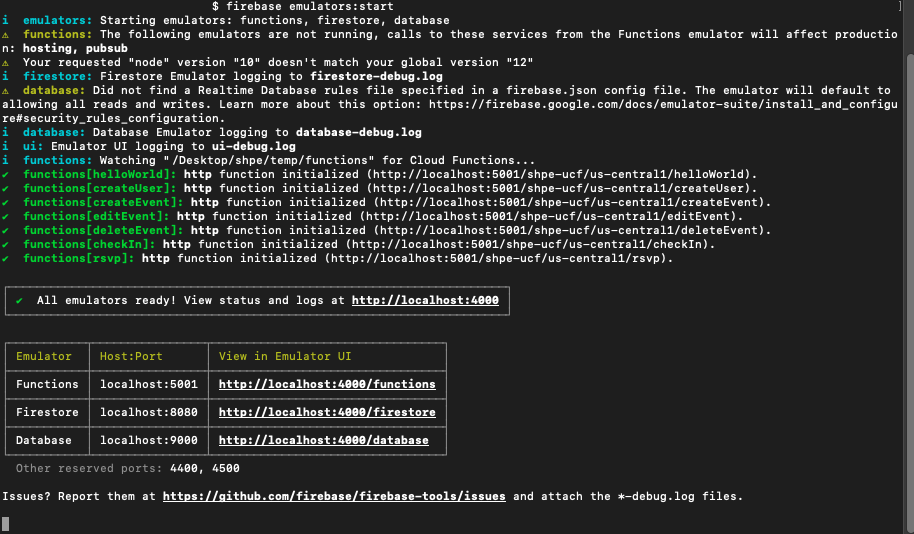 $ firebase emulators:start
i  emulators: Starting emulators: functions, firestore, database
⚠  functions: The following emulators are not running, calls to these services from the Functions emulator will affect productio
n: hosting, pubsub
⚠  Your requested "node" version "10" doesn't match your global version "12"
i  firestore: Firestore Emulator logging to firestore-debug.log
⚠  database: Did not find a Realtime Database rules file specified in a firebase.json config file. The emulator will default to
allowing all reads and writes. Learn more about this option: https://firebase.google.com/docs/emulator-suite/install_and_configu
re#security_rules_configuration.
i  database: Database Emulator logging to database-debug.log
i  ui: Emulator UI logging to ui-debug.log
i  functions: Watching "/Desktop/shpe/temp/functions" for Cloud Functions...
✔  functions[helloWorld]: http function initialized (http://localhost:5001/shpe-ucf/us-central1/helloWorld).
✔  functions[createUser]: http function initialized (http://localhost:5001/shpe-ucf/us-central1/createUser).
✔  functions[createEvent]: http function initialized (http://localhost:5001/shpe-ucf/us-central1/createEvent).
✔  functions[editEvent]: http function initialized (http://localhost:5001/shpe-ucf/us-central1/editEvent).
✔  functions[deleteEvent]: http function initialized (http://localhost:5001/shpe-ucf/us-central1/deleteEvent).
✔  functions[checkIn]: http function initialized (http://localhost:5001/shpe-ucf/us-central1/checkIn).
✔  functions[rsvp]: http function initialized (http://localhost:5001/shpe-ucf/us-central1/rsvp).
✔  All emulators ready! View status and logs at http://localhost:4000
Emulator  Host:Port  View in Emulator UI
Functions  localhost:5001  http://localhost:4000/functions
Firestore  localhost:8080  http://localhost:4000/firestore
Database  localhost:9000  http://localhost:4000/database
Other reserved ports: 4400, 4500
Issues? Report them at https://github.com/firebase/firebase-tools/issues and attach the *-debug.log files.